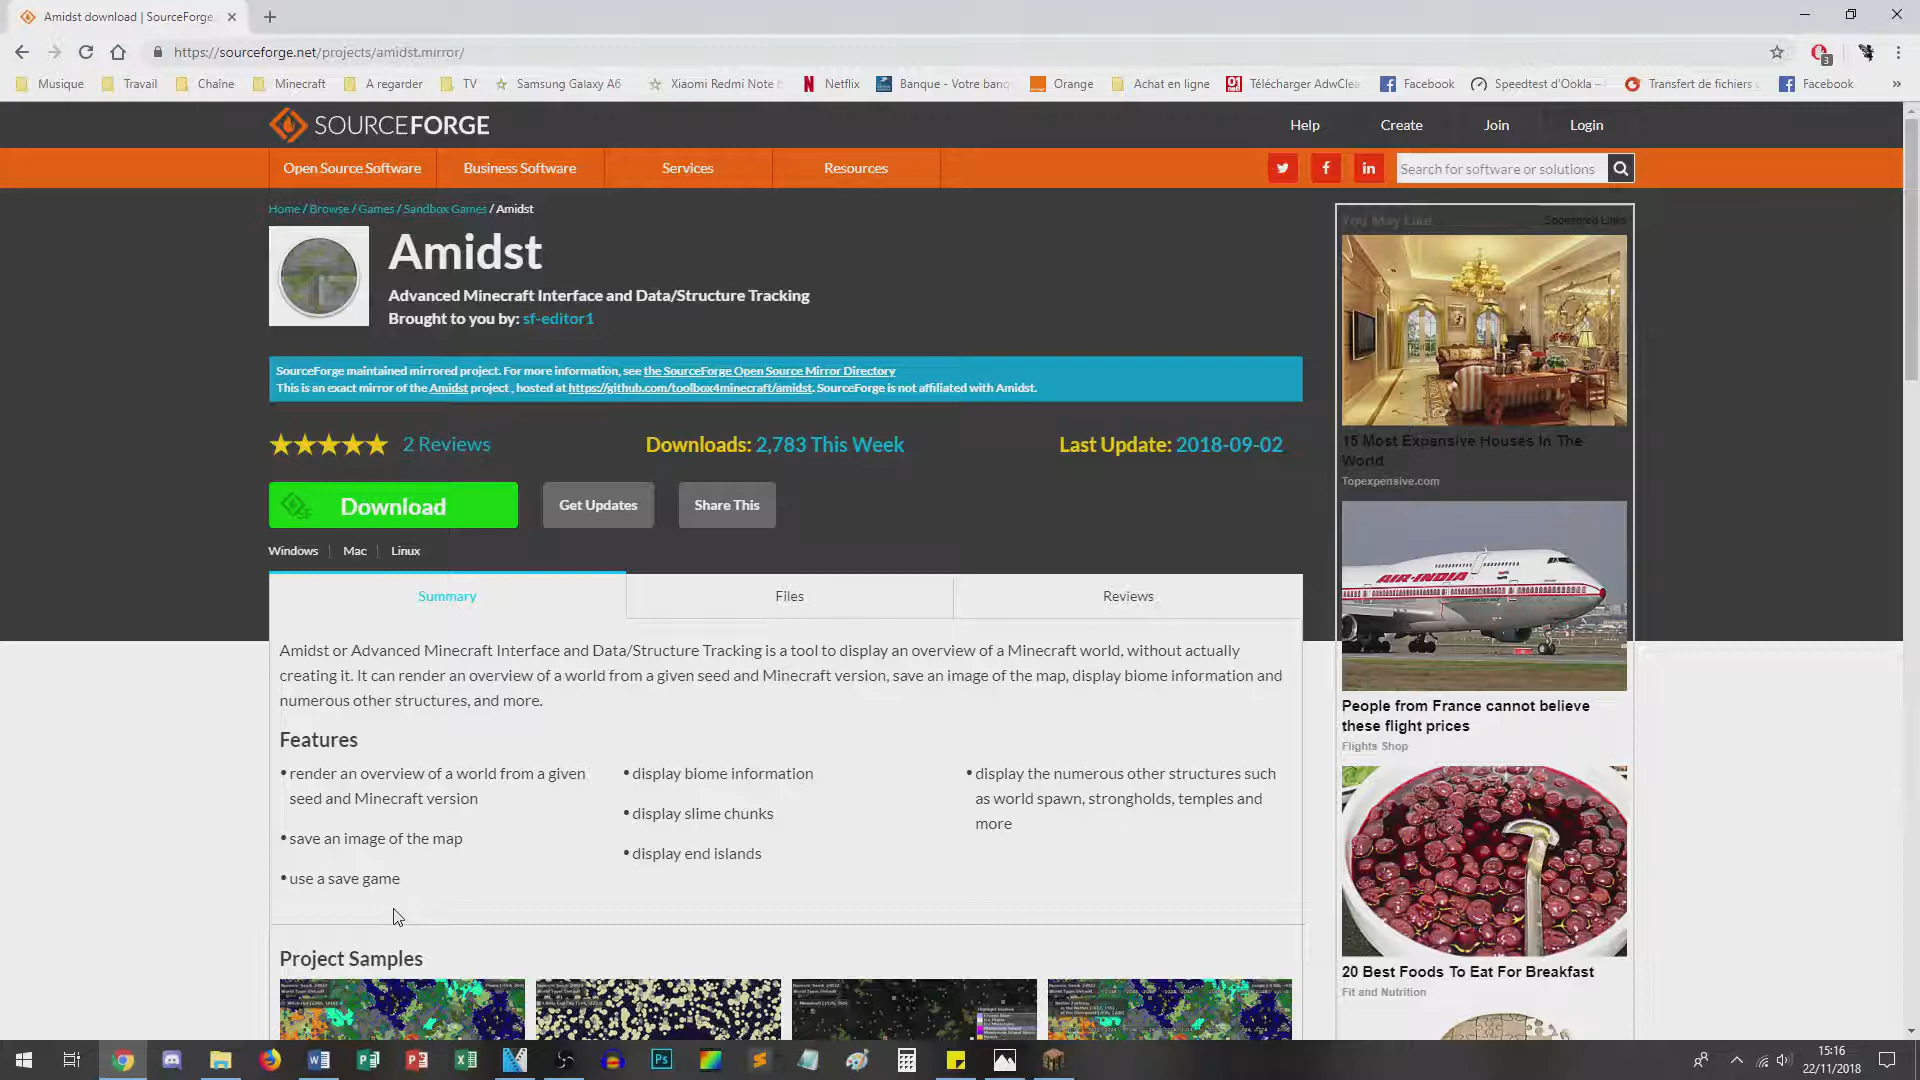 Amidst download | SourceForge
https://sourceforge.net/projects/amidst.mirror/
3
Musique
Travail
Chaîne
Minecraft
A regarder
TV
Samsung Galaxy A6
Xiaomi Redmi Note
Netflix
Banque - Votre banq
Orange
Achat en ligne
Télécharger AdwClea
Facebook
Speedtest d'Ookla –
Transfert de fichiers
Facebook
»
SOURCEFORGE
Help
Create
Join
Login
Open Source Software
Business Software
Services
Resources
Search for software or solutions
Home / Browse / Games / Sandbox Games / Amidst
Amidst
Advanced Minecraft Interface and Data/Structure Tracking
Brought to you by: sf-editor1
SourceForge maintained mirrored project. For more information, see the SourceForge Open Source Mirror Directory
This is an exact mirror of the Amidst project , hosted at https://github.com/toolbox4minecraft/amidst. SourceForge is not affiliated with Amidst.
2 Reviews
Downloads: 2,783 This Week
Last Update: 2018-09-02
Download
Get Updates
Share This
Windows
Mac
Linux
Summary
Files
Reviews
Amidst or Advanced Minecraft Interface and Data/Structure Tracking is a tool to display an overview of a Minecraft world, without actually
creating it. It can render an overview of a world from a given seed and Minecraft version, save an image of the map, display biome information and
numerous other structures, and more.
Features
• render an overview of a world from a given
seed and Minecraft version
• save an image of the map
• use a save game
• display biome information
• display slime chunks
• display end islands
• display the numerous other structures such
as world spawn, strongholds, temples and
more
Project Samples
You May Like
Sponsored Links
15 Most Expensive Houses In The
World
Topexpensive.com
AIR-INDIA
People from France cannot believe
these flight prices
Flights Shop
20 Best Foods To Eat For Breakfast
Fit and Nutrition
15:16
22/11/2018